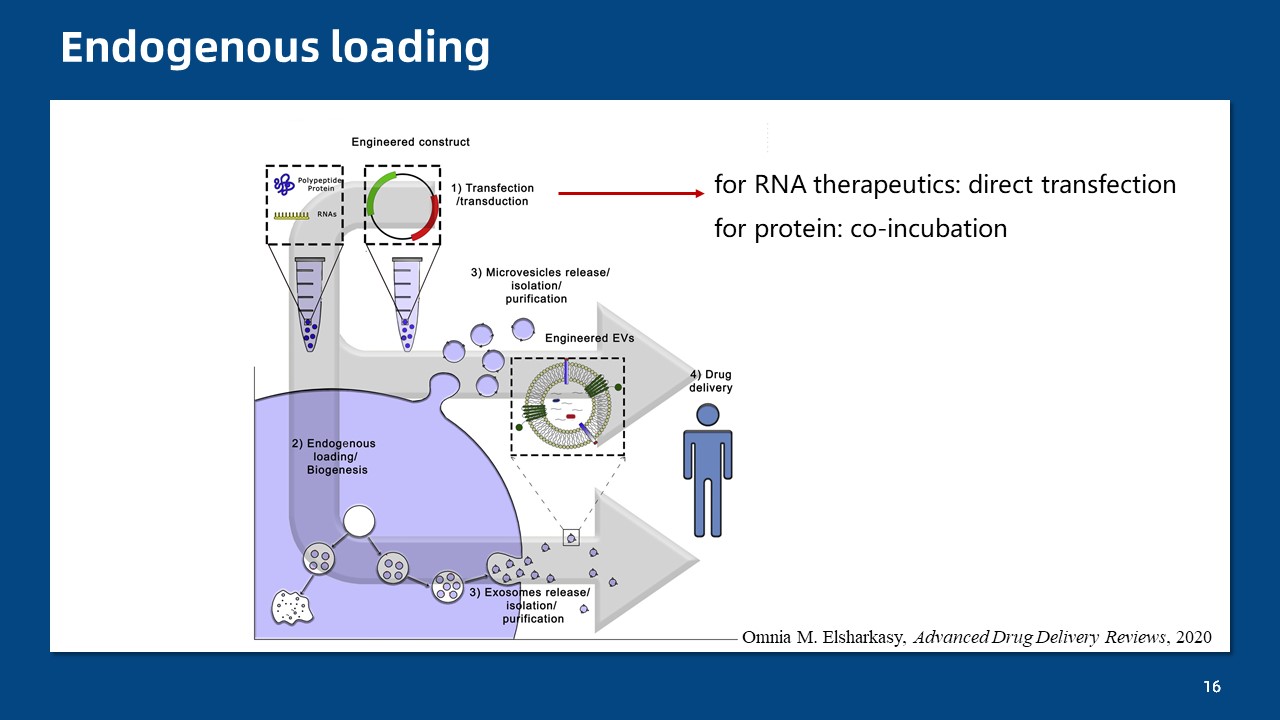 Endogenous loading
Engineered construct
Polypeptide
Protein
RNAs
1) Transfection
/transduction
for RNA therapeutics: direct transfection
for protein: co-incubation
3) Microvesicles release/
isolation/
purification
Engineered EVs
4) Drug
delivery
2) Endogenous
loading/
Biogenesis
3) Exosomes release/
isolation/
purification
Omnia M. Elsharkasy, Advanced Drug Delivery Reviews, 2020
16